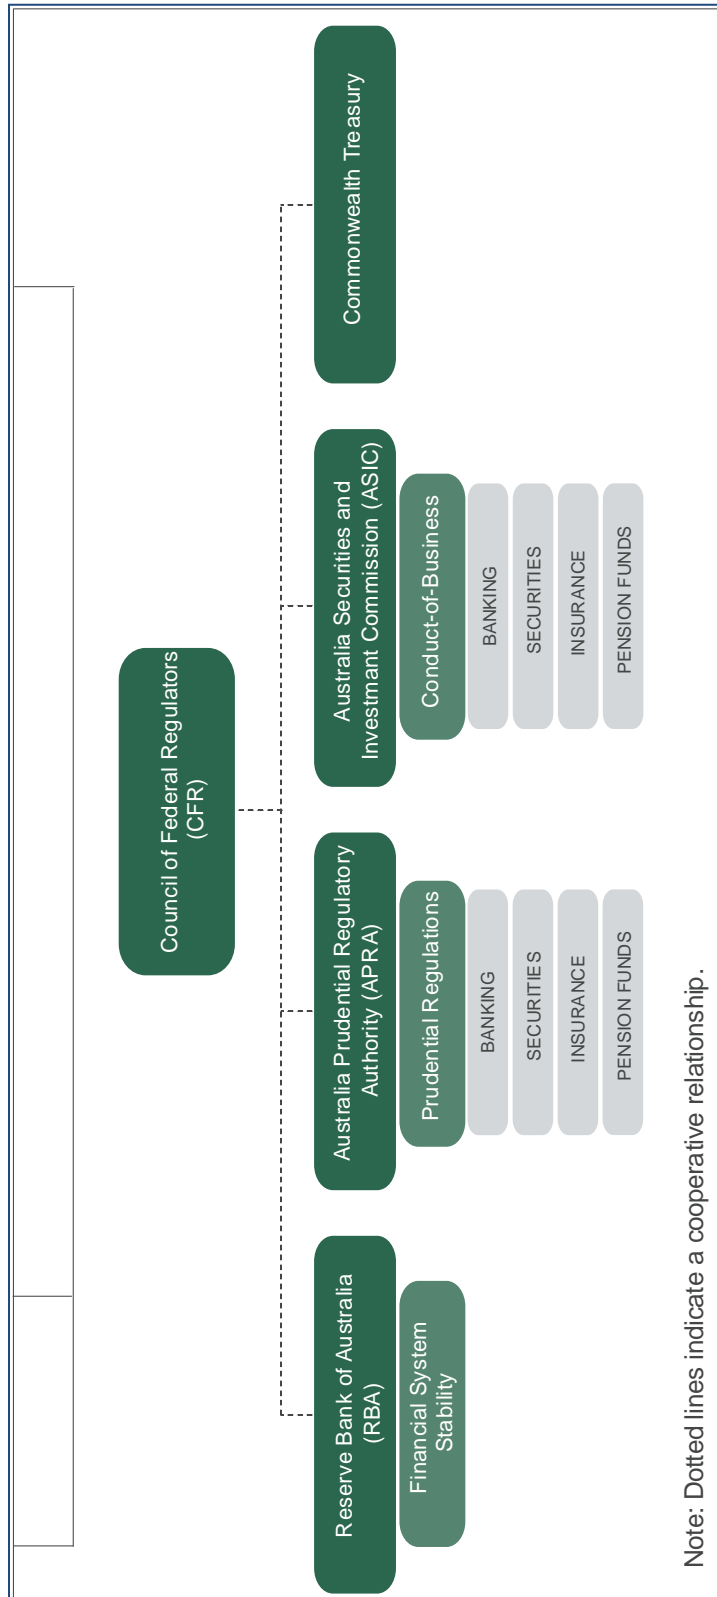 Council of Federal Regulators
(CFR)
Reserve Bank of Australia
(RBA)
Financial System
Stability
Australia Prudential Regulatory
Authority (APRA)
Prudential Regulations
BANKING
SECURITIES
INSURANCE
PENSION FUNDS
Australia Securities and
Investmant Commission (ASIC)
Conduct-of-Business
BANKING
SECURITIES
INSURANCE
PENSION FUNDS
Commonwealth Treasury
Note: Dotted lines indicate a cooperative relationship.